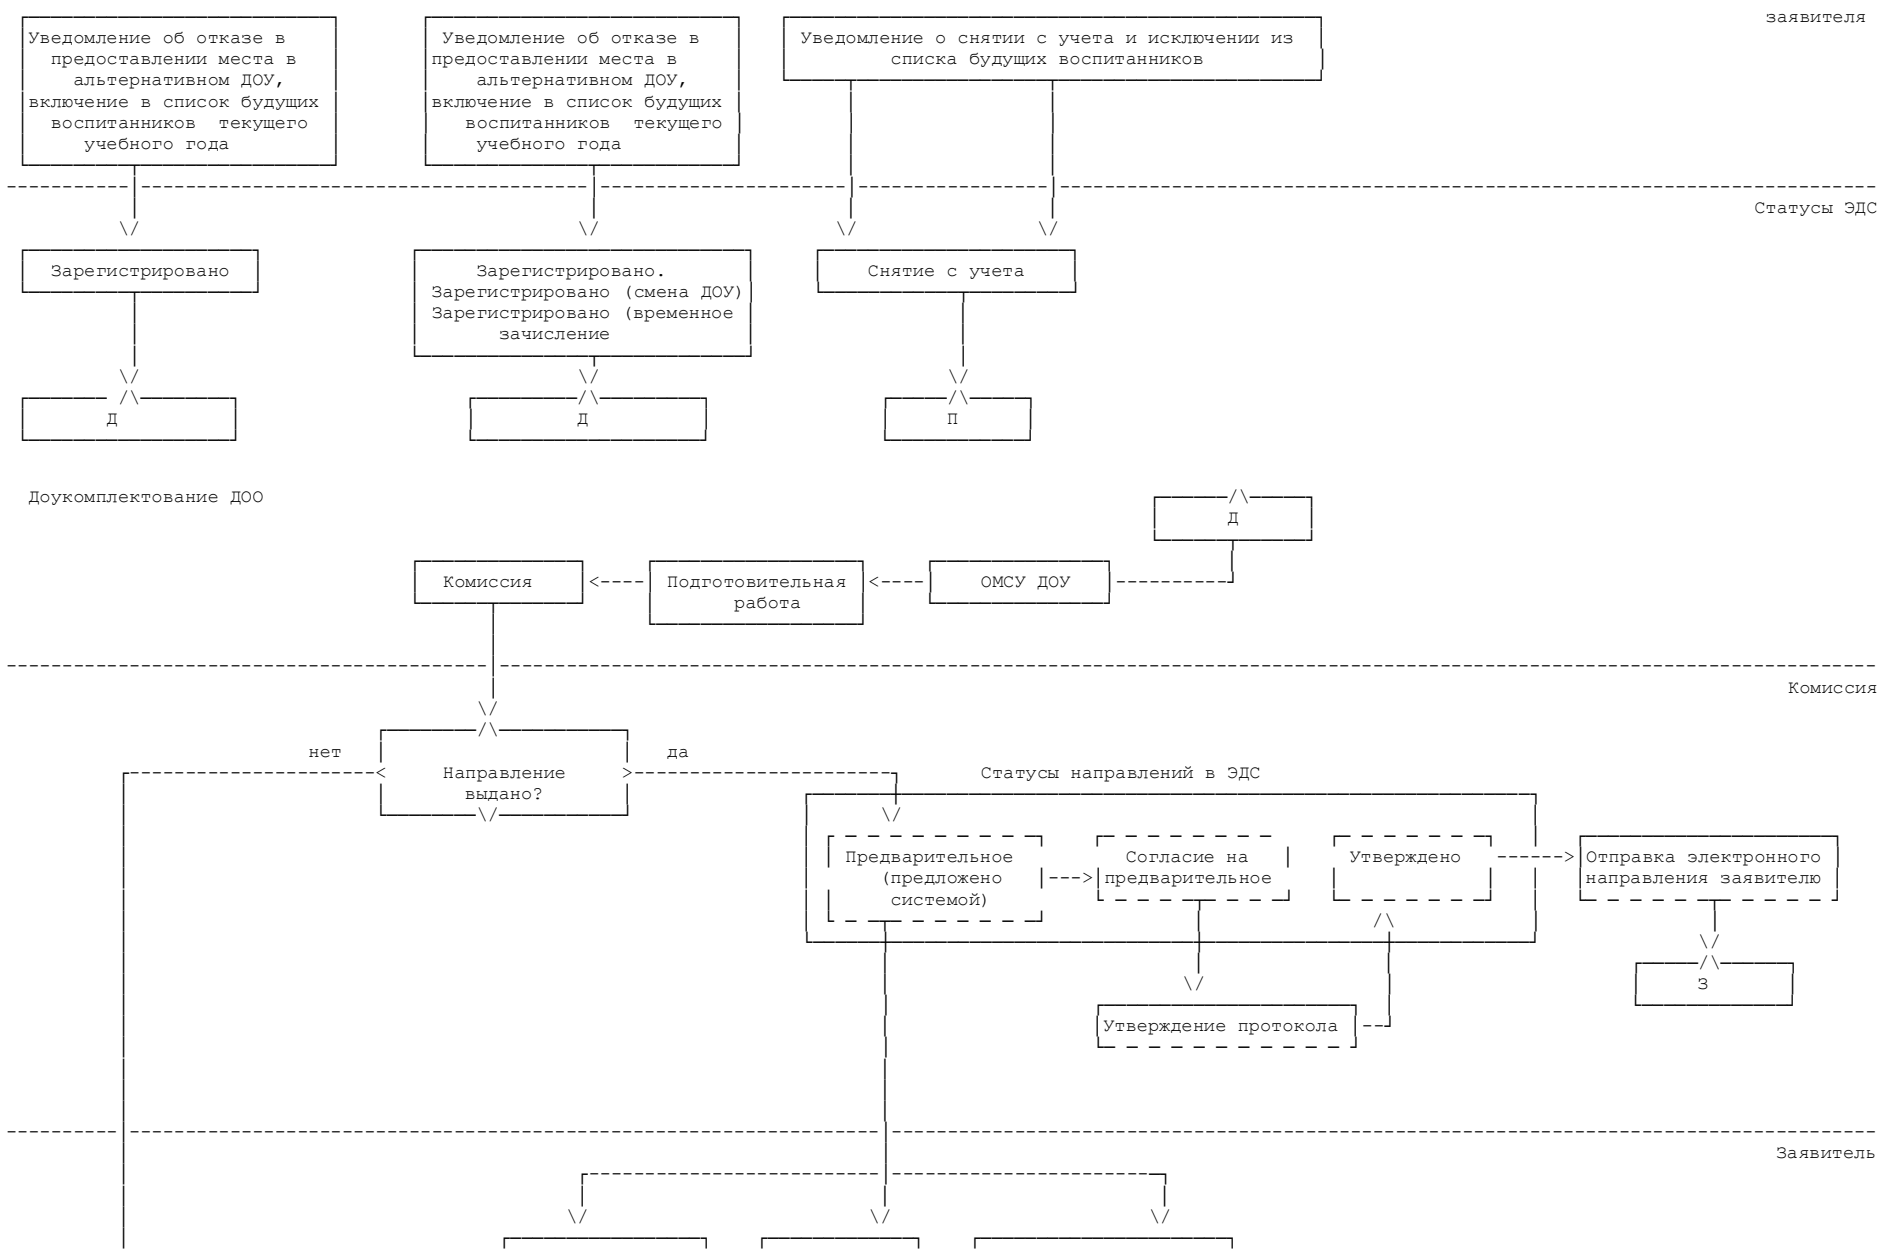 заявителя
Уведомление об отказе в
предоставлении места в
альтернативном ДОУ,
включение в список будущих
воспитанников текущего
учебного года
Уведомление об отказе в
предоставлении места в
альтернативном ДОУ,
включение в список будущих
воспитанников текущего
учебного года
Уведомление о снятии с учета и исключении из
списка будущих воспитанников
Статусы ЭДС
Зарегистрировано
Зарегистрировано.
Зарегистрировано (смена ДОУ)
Зарегистрировано (временное
зачисление
Снятие с учета
Д
Д
П
Доукомплектование ДОО
Д
Комиссия
Подготовительная
работа
ОМСУ ДОУ
Комиссия
нет
Направление
выдано?
да
Статусы направлений в ЭДС
Предварительное
(предложено
системой)
Согласие на
предварительное
Утверждено
Отправка электронного
направления заявителю
З
Утверждение протокола
Заявитель